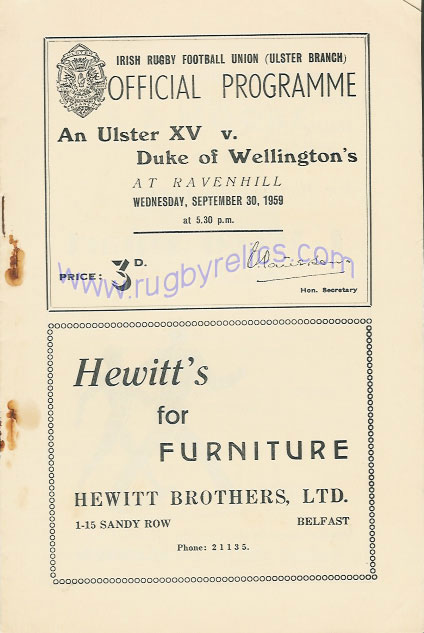 IRISH RUGBY FOOTBALL UNION (ULSTER BRANCH)
OFFICIAL PROGRAMME
An Ulster XV v.
Duke of Wellington's
AT RAVENHILL
WEDNESDAY, SEPTEMBER 30, 1959
at 5.30 p.m.
PRICE: 3D.
Hon. Secretary
www.rugbyrelics.com
Hewitt's
for
FURNITURE
HEWITT BROTHERS, LTD.
1-15 SANDY ROW BELFAST
Phone: 21135.